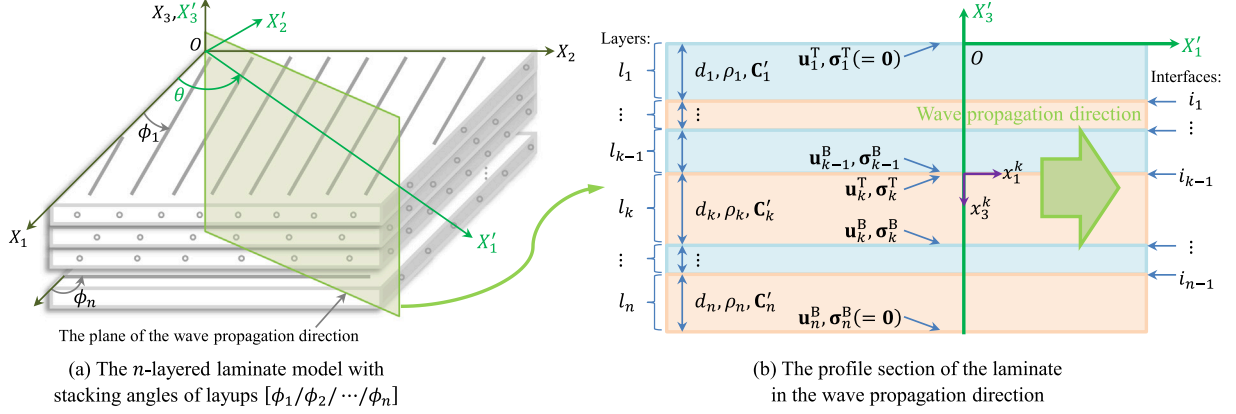 X₃, X₃′
X₂′
O
X₂
θ
ϕ₁
X₁
X₁′
ϕₙ
The plane of the wave propagation direction
(a) The n-layered laminate model with
stacking angles of layups [ϕ₁/ϕ₂/ ⋯/ϕₙ]
X₃′
Layers:
u₁ᵀ, σ₁ᵀ(= 0)
O
X₁′
l₁
d₁, ρ₁, C₁′
Interfaces:
i₁
⋮
⋮
Wave propagation direction
⋮
lₖ₋₁
uₖ₋₁ᴮ, σₖ₋₁ᴮ
x₁ᵏ
iₖ₋₁
uₖᵀ, σₖᵀ
lₖ
dₖ, ρₖ, Cₖ′
x₃ᵏ
uₖᴮ, σₖᴮ
⋮
⋮
⋮
iₙ₋₁
lₙ
dₙ, ρₙ, Cₙ′
uₙᴮ, σₙᴮ(= 0)
(b) The profile section of the laminate
in the wave propagation direction